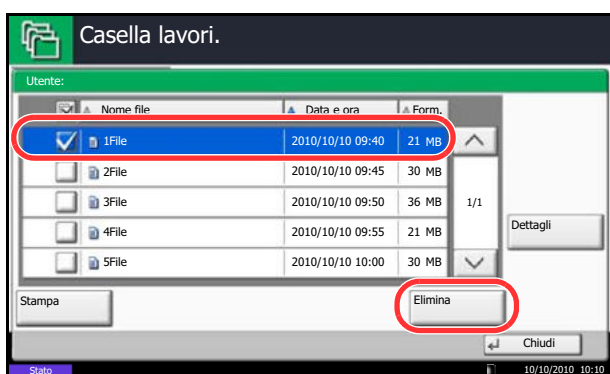 Casella lavori.
Utente:
Nome file Data e ora Form.
1File 2010/10/10 09:40 21 MB
2File 2010/10/10 09:45 30 MB
3File 2010/10/10 09:50 36 MB
1/1
4File 2010/10/10 09:55 21 MB
Dettagli
5File 2010/10/10 10:00 30 MB
Stampa Elimina
Chiudi
Stato 10/10/2010 10:10